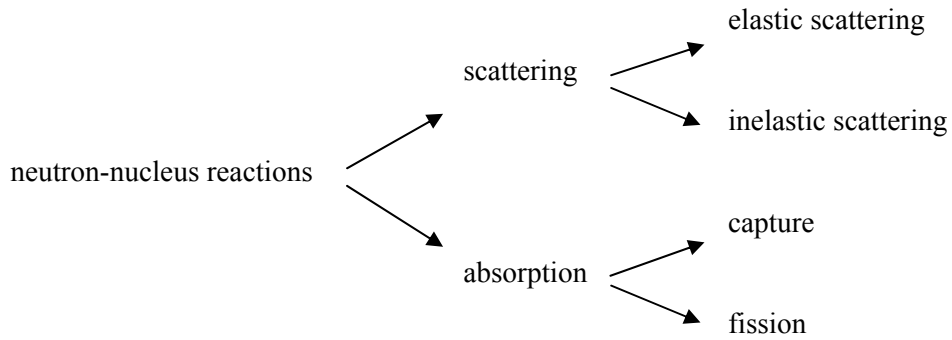 elastic scattering
scattering
inelastic scattering
neutron-nucleus reactions
capture
absorption
fission